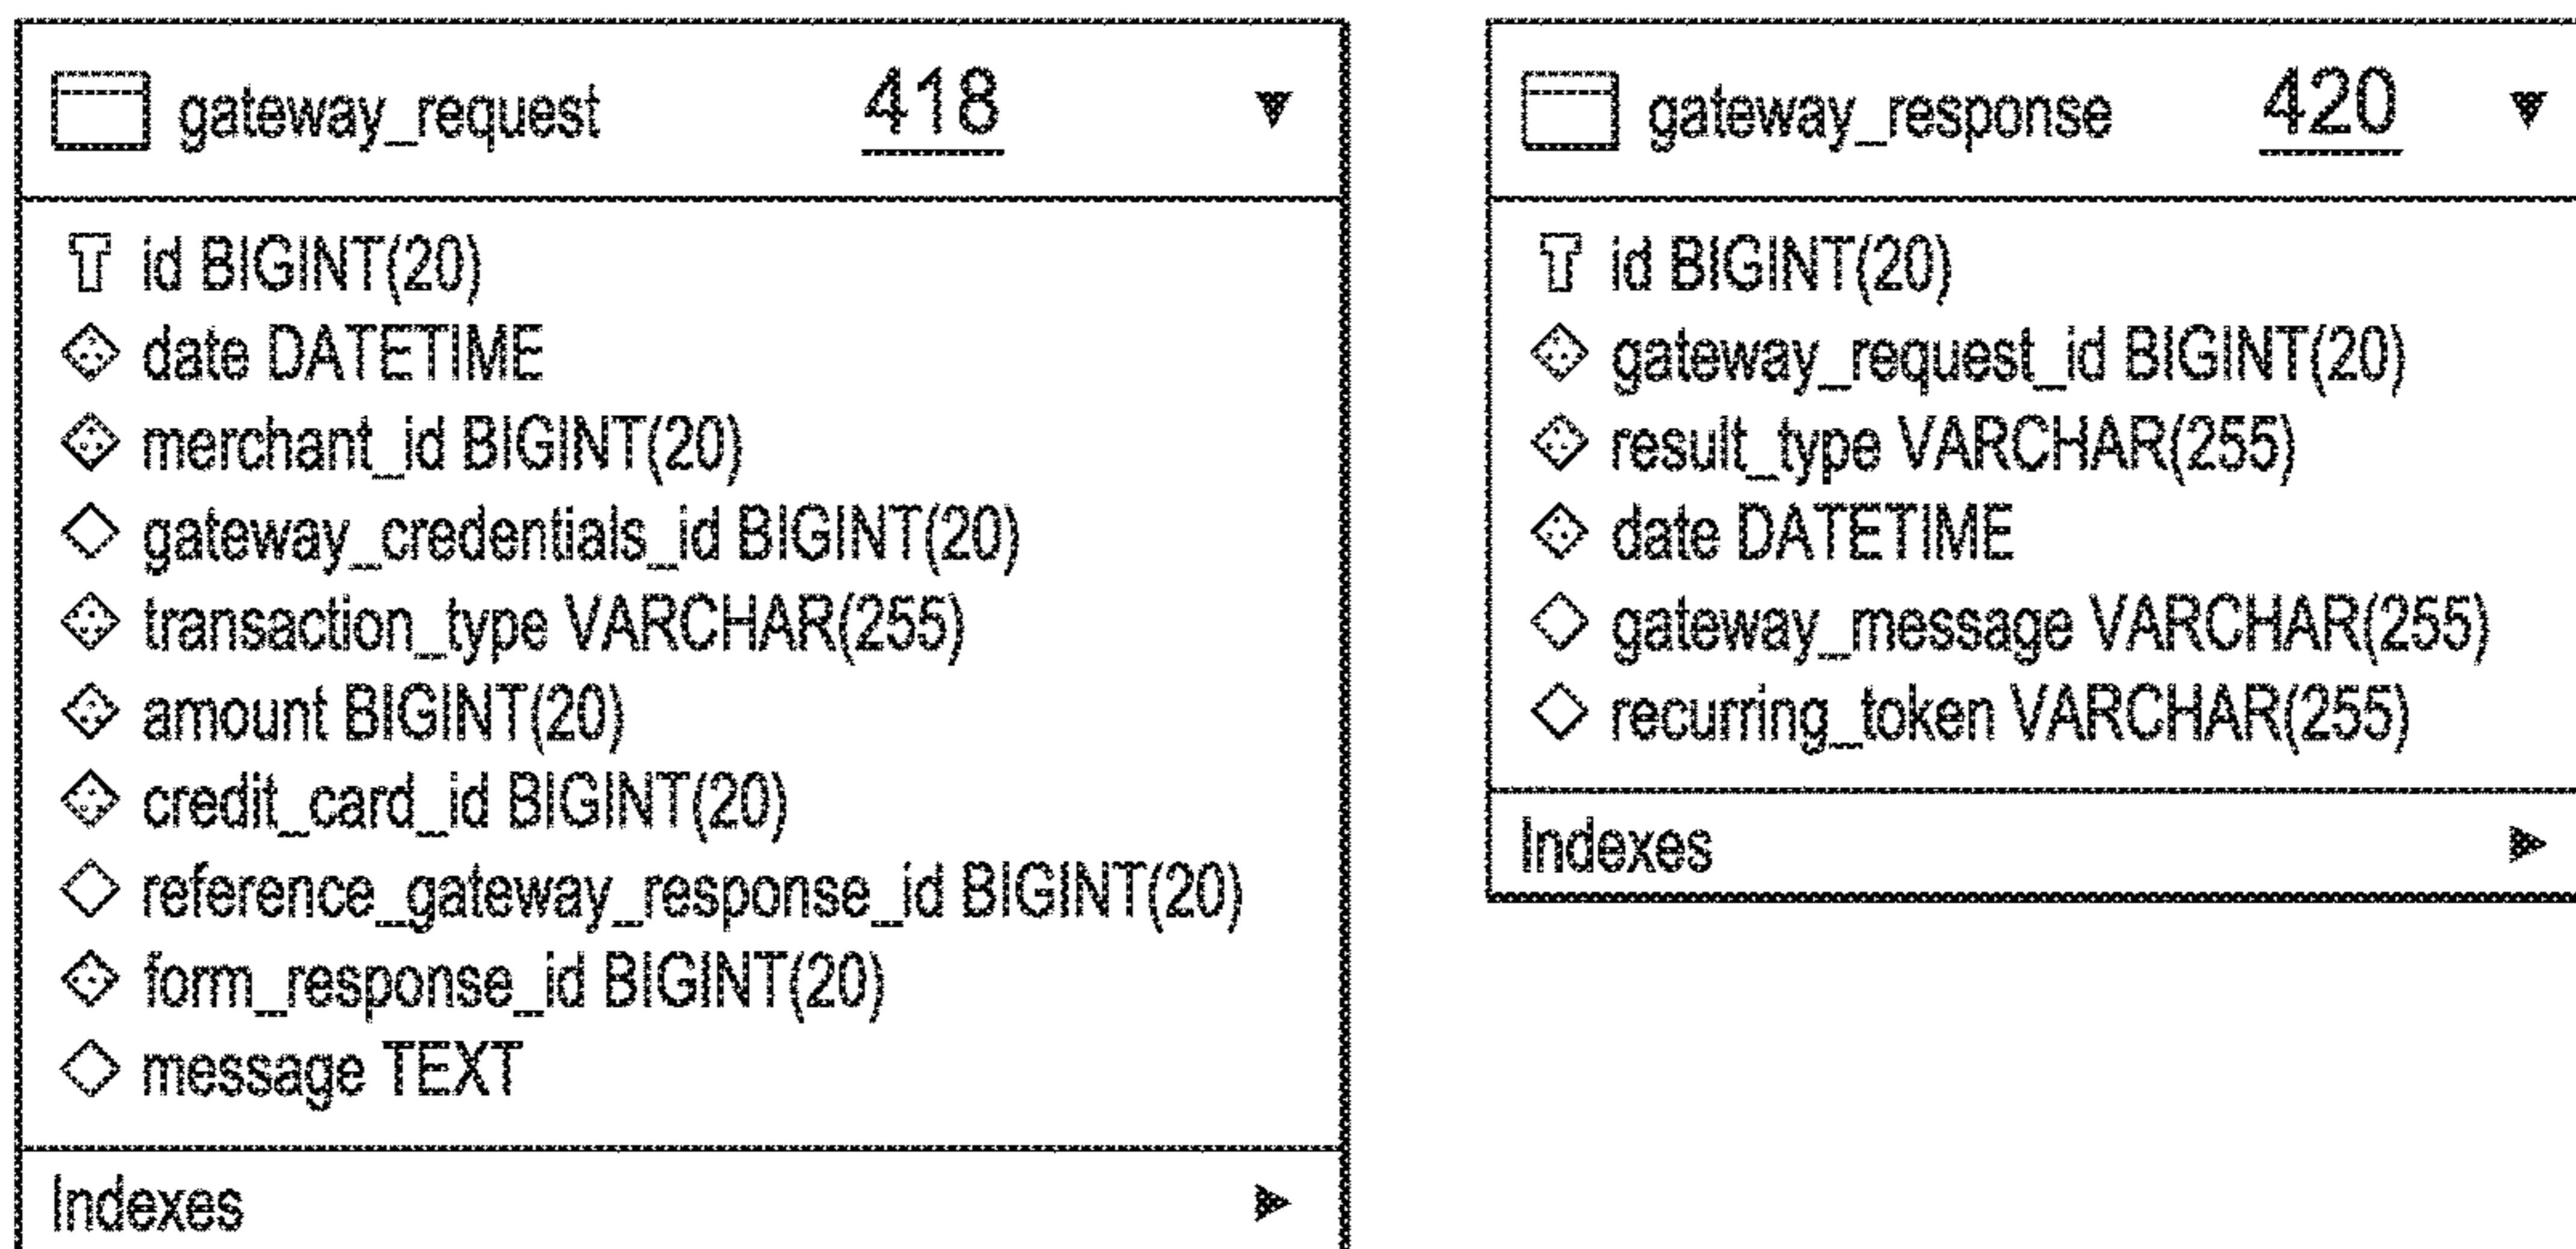 gateway_request 418
id BIGINT(20)
date DATETIME
merchant_id BIGINT(20)
gateway_credentials_id BIGINT(20)
transaction_type VARCHAR(255)
amount BIGINT(20)
credit_card_id BIGINT(20)
reference_gateway_response_id BIGINT(20)
form_response_id BIGINT(20)
message TEXT
Indexes
gateway_response 420
id BIGINT(20)
gateway_request_id BIGINT(20)
result_type VARCHAR(255)
date DATETIME
gateway_message VARCHAR(255)
recurring_token VARCHAR(255)
Indexes